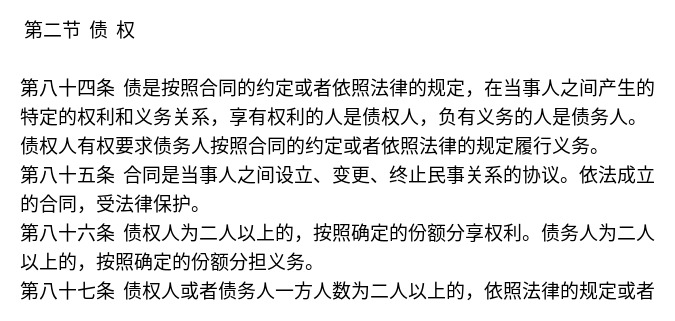 第二节 债 权
第八十四条 债是按照合同的约定或者依照法律的规定，在当事人之间产生的
特定的权利和义务关系，享有权利的人是债权人，负有义务的人是债务人。
债权人有权要求债务人按照合同的约定或者依照法律的规定履行义务。
第八十五条 合同是当事人之间设立、变更、终止民事关系的协议。依法成立
的合同，受法律保护。
第八十六条 债权人为二人以上的，按照确定的份额分享权利。债务人为二人
以上的，按照确定的份额分担义务。
第八十七条 债权人或者债务人一方人数为二人以上的，依照法律的规定或者